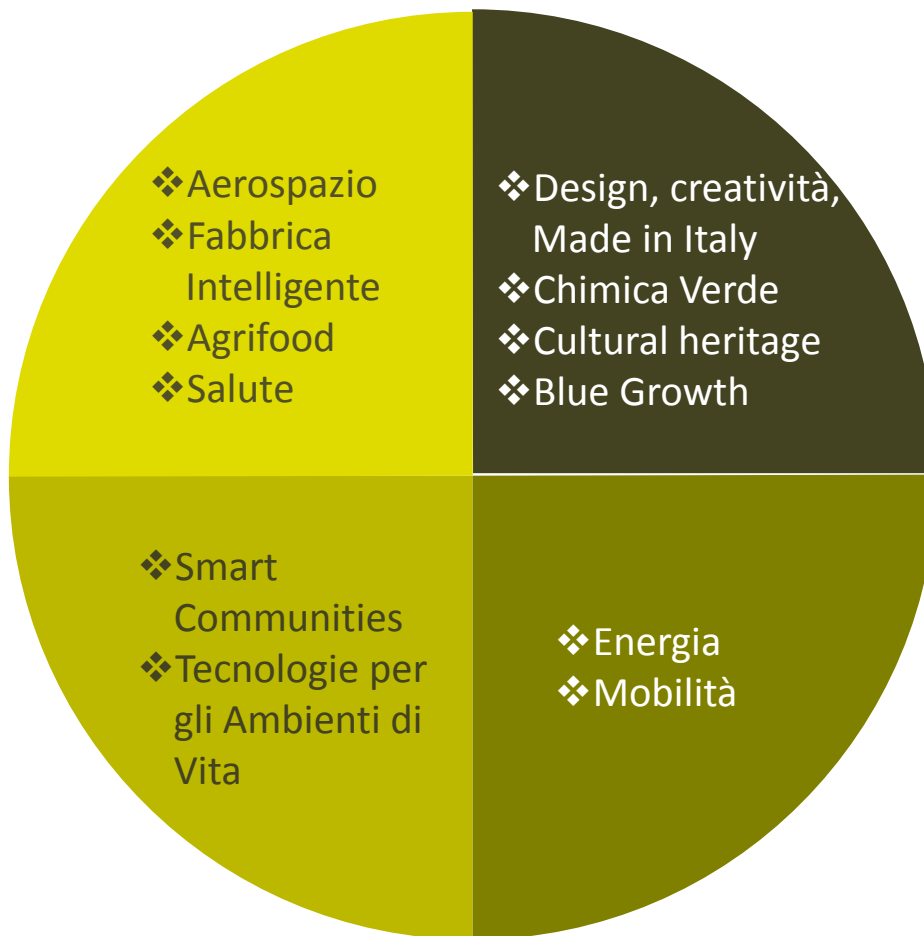 ❖Aerospazio
❖Fabbrica
Intelligente
❖Agrifood
❖Salute
❖Design, creatività,
Made in Italy
❖Chimica Verde
❖Cultural heritage
❖Blue Growth
❖Smart
Communities
❖Tecnologie per
gli Ambienti di
Vita
❖Energia
❖Mobilità